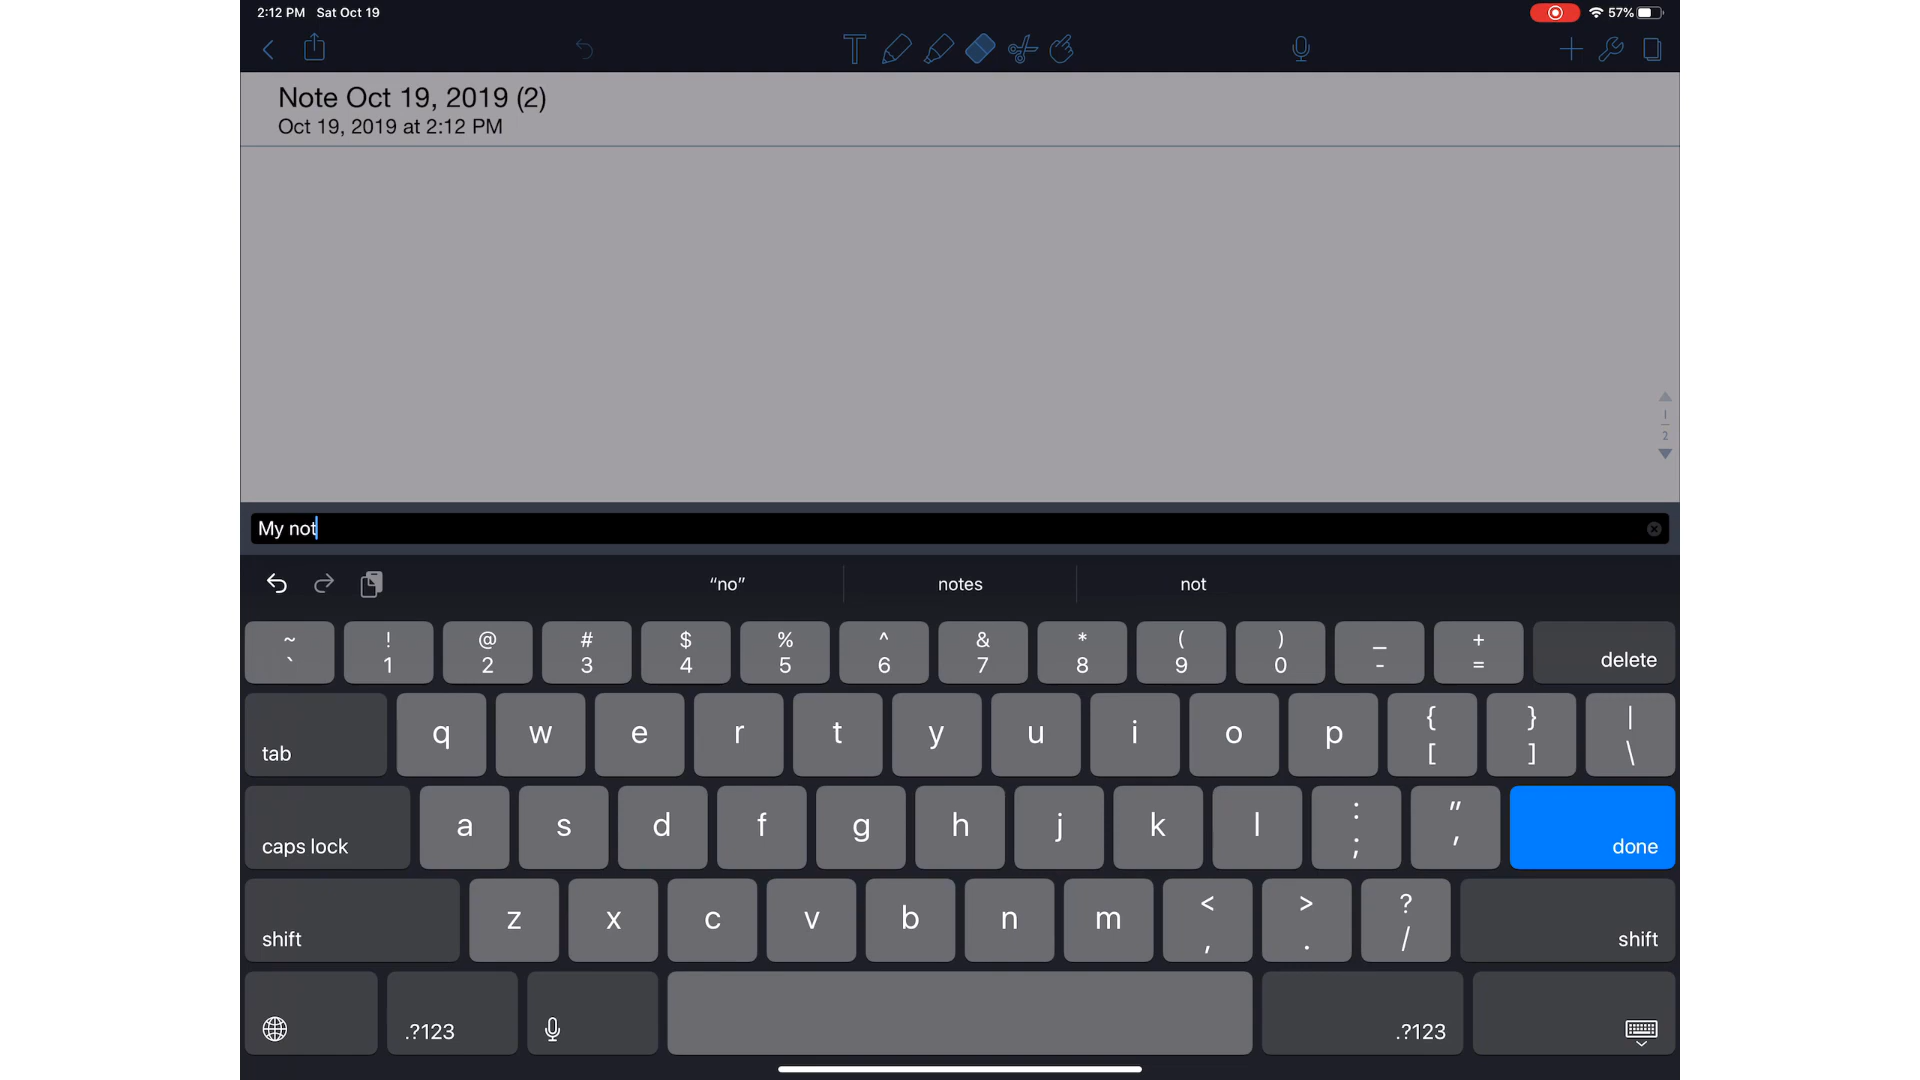 2:12 PM Sat Oct 19 57%
T
Note Oct 19, 2019 (2)
Oct 19, 2019 at 2:12 PM
1
2
My not
“no” notes not
~ ! @ # $ % ^ & * ( ) _ +
` 1 2 3 4 5 6 7 8 9 0 - = delete
tab q w e r t y u i o p { } |
[ ] \
caps lock a s d f g h j k l : "
; ' done
shift z x c v b n m < > ?
, . / shift
.?123 .?123